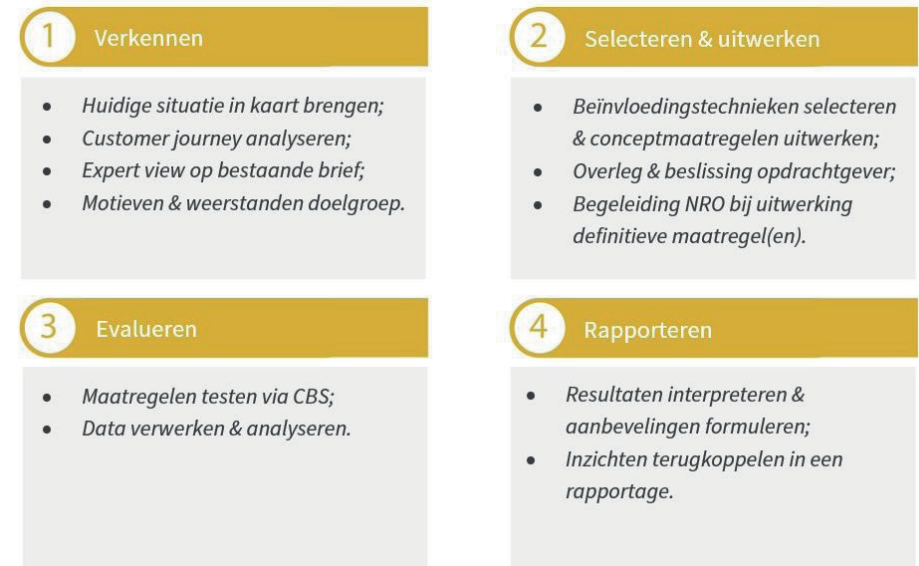 1 Verkennen
• Huidige situatie in kaart brengen;
• Customer journey analyseren;
• Expert view op bestaande brief;
• Motieven & weerstanden doelgroep.
2 Selecteren & uitwerken
• Beïnvloedingstechnieken selecteren
& conceptmaatregelen uitwerken;
• Overleg & beslissing opdrachtgever;
• Begeleiding NRO bij uitwerking
definitieve maatregel(en).
3 Evalueren
• Maatregelen testen via CBS;
• Data verwerken & analyseren.
4 Rapporteren
• Resultaten interpreteren &
aanbevelingen formuleren;
• Inzichten terugkoppelen in een
rapportage.